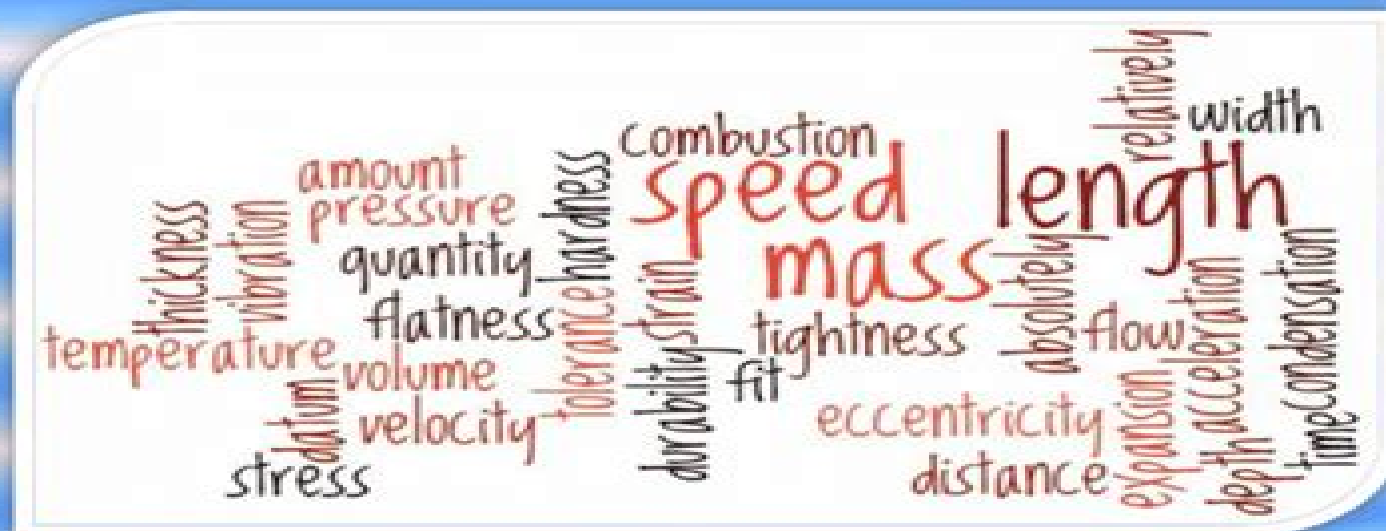 relatively
width
combustion
amount
speed
length
hardness
pressure
thickness
vibration
quantity
mass
flatness
strain
tolerance
tightness
absolutely
flow
acceleration
condensation
temperature
volume
durability
fit
datum
velocity
eccentricity
expansion
time
stress
distance
depth